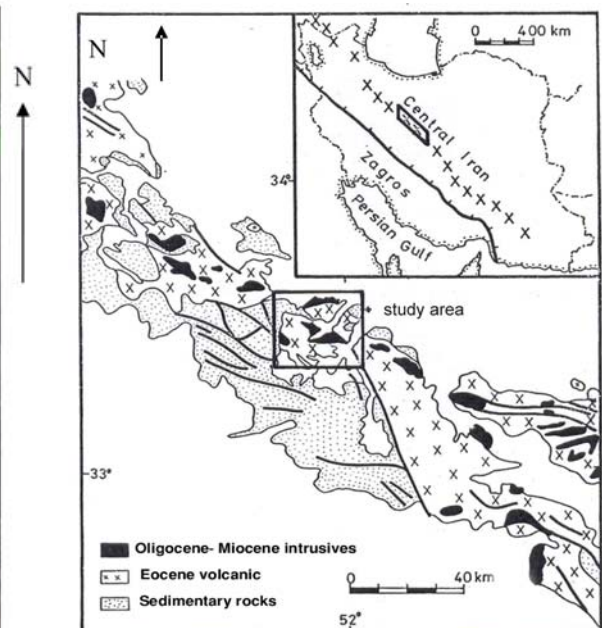 N
N
0 400 km
Central Iran
Zagros
Persian Gulf
34°
study area
33°
Oligocene- Miocene intrusives
Eocene volcanic
Sedimentary rocks
0 40 km
52°